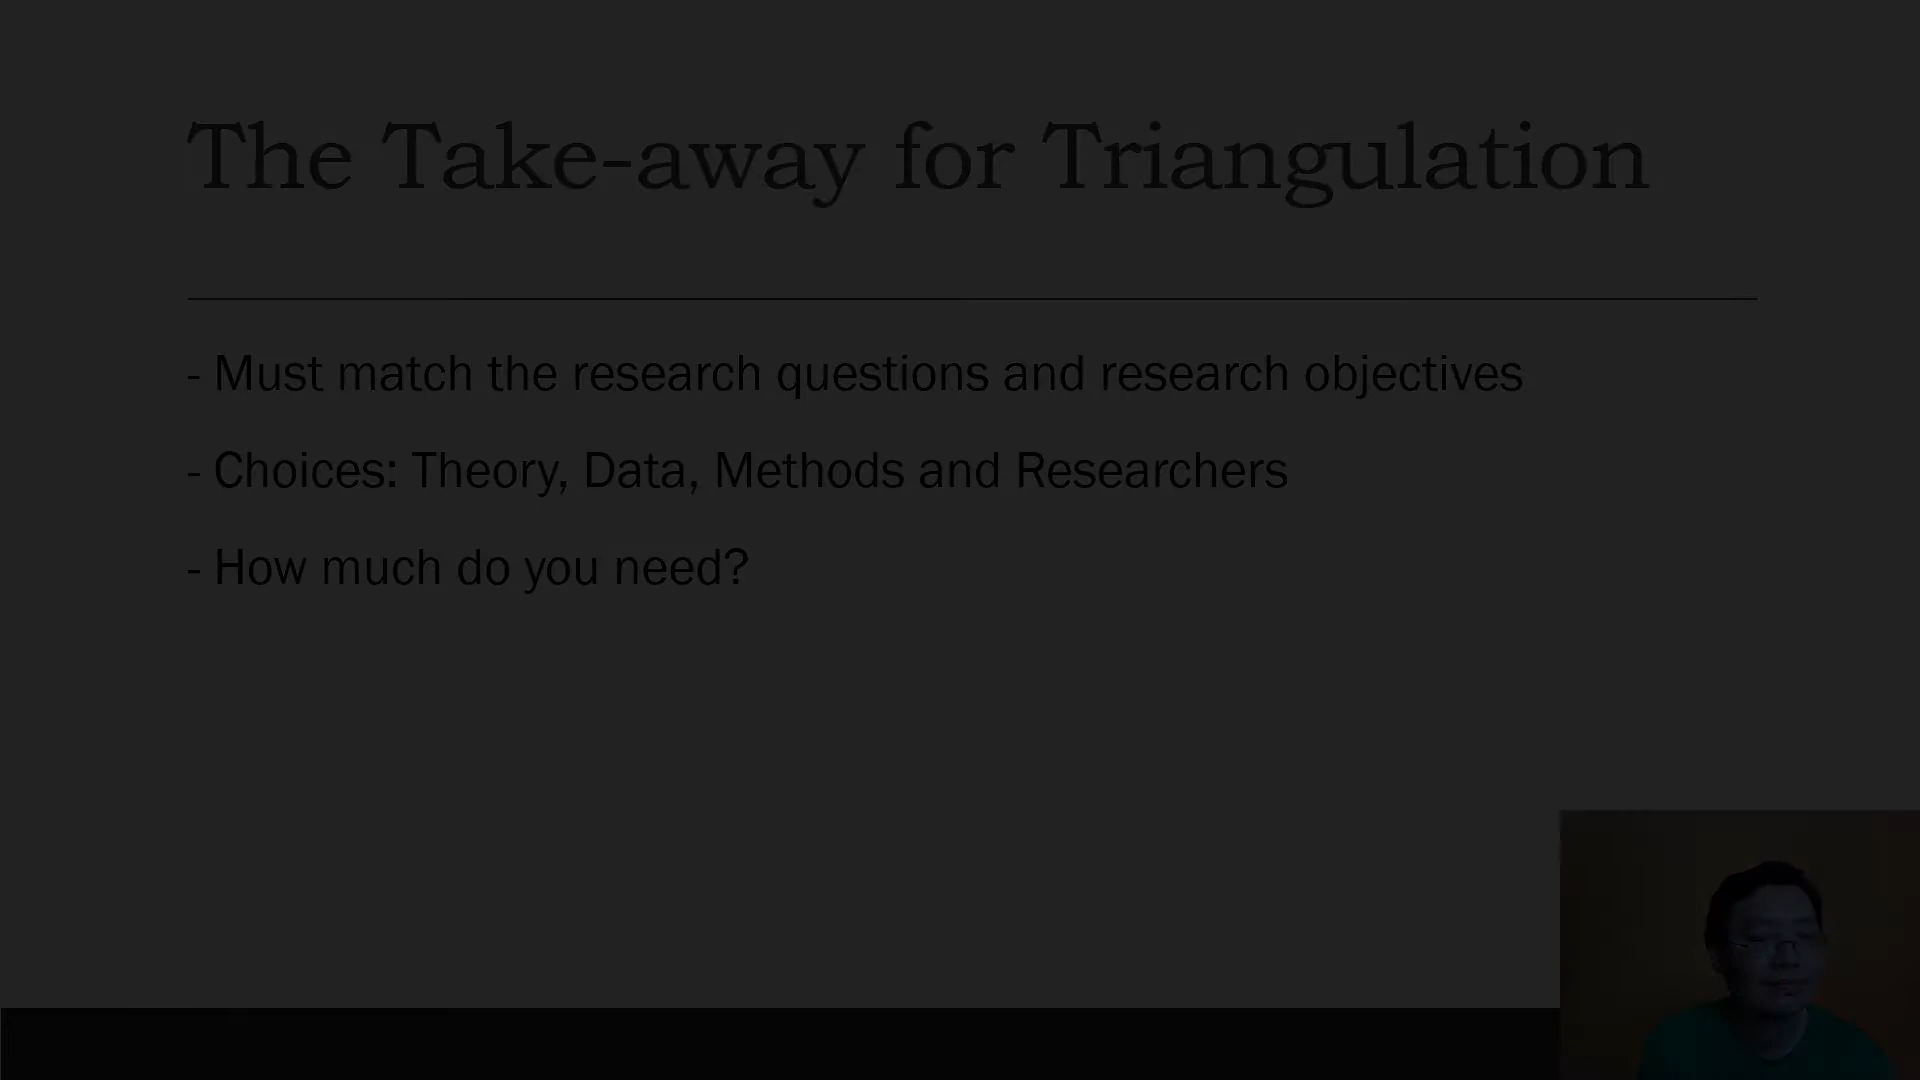 The Take-away for Triangulation
- Must match the research questions and research objectives
- Choices: Theory, Data, Methods and Researchers
- How much do you need?